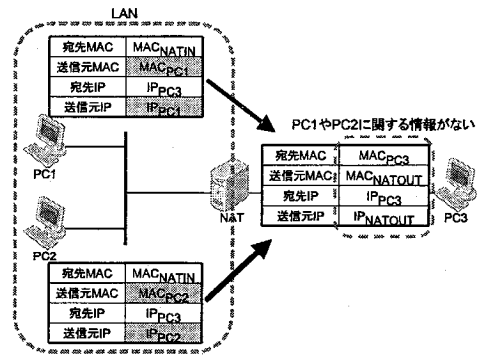 LAN
宛先MAC MACNATIN
送信元MAC MACPC1
宛先IP IPPC3
送信元IP IPPC1
PC1やPC2に関する情報がない
PC1
宛先MAC MACPC3
送信元MAC MACNATOUT
宛先IP IPPC3
送信元IP IPNATOUT
NAT
PC3
PC2
宛先MAC MACNATIN
送信元MAC MACPC2
宛先IP IPPC3
送信元IP IPPC2